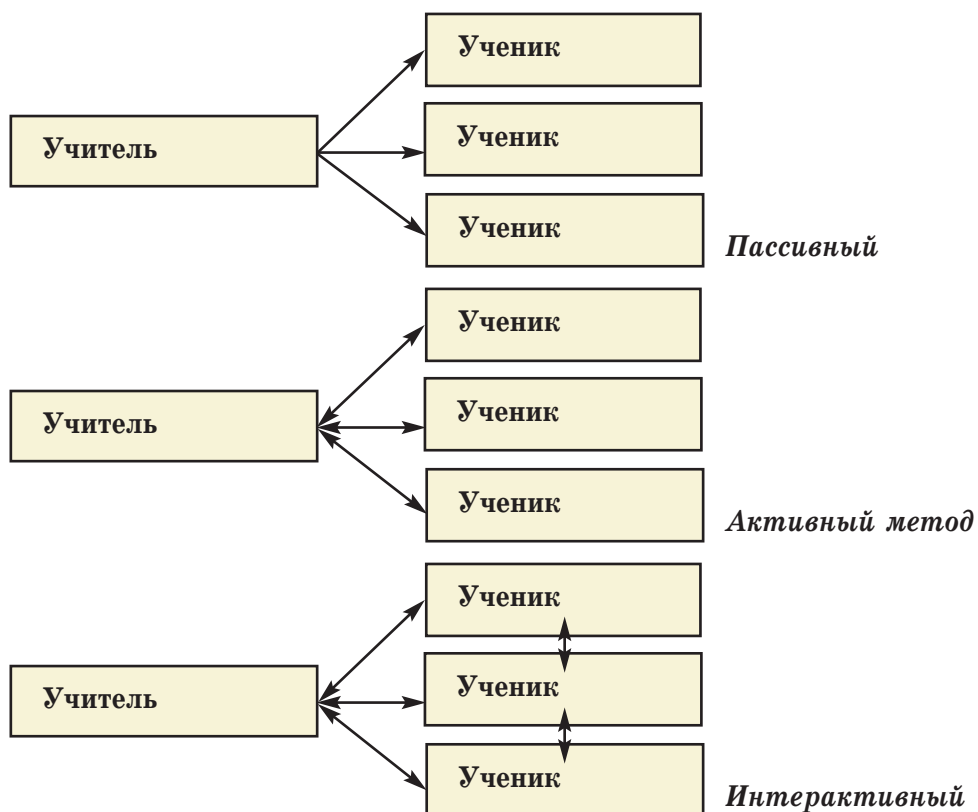 Ученик
Ученик
Учитель
Ученик
Пассивный
Ученик
Ученик
Учитель
Ученик
Активный метод
Ученик
Учитель
Ученик
Ученик
Интерактивный